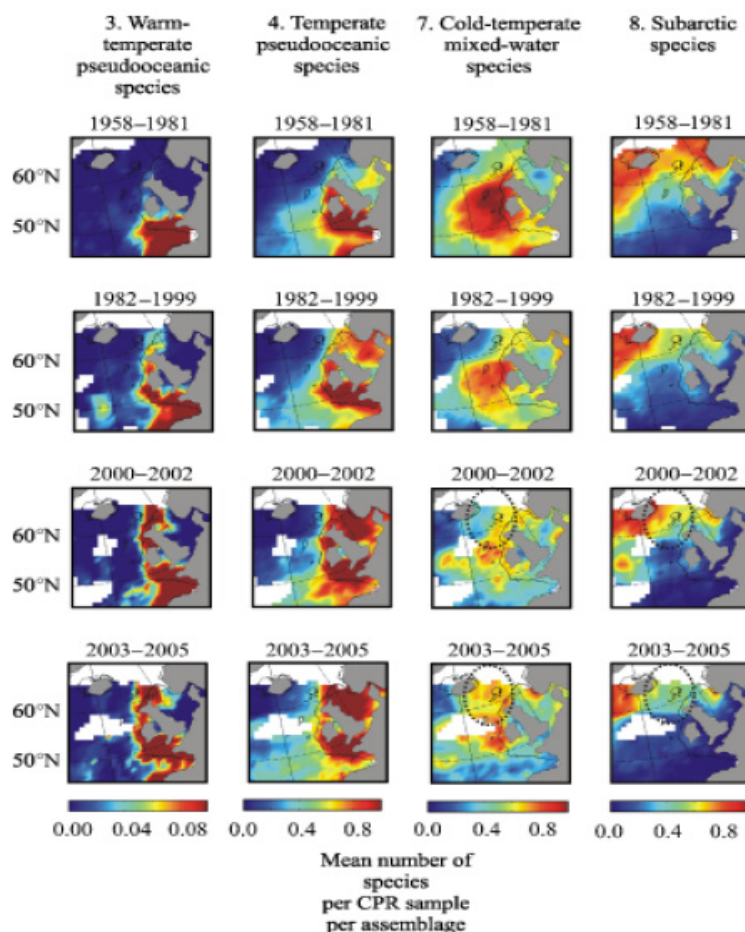 3. Warm-
temperate
pseudooceanic
species
4. Temperate
pseudooceanic
species
7. Cold-temperate
mixed-water
species
8. Subarctic
species
1958–1981
1958–1981
1958–1981
1958–1981
60°N
50°N
1982–1999
1982–1999
1982–1999
1982–1999
60°N
50°N
2000–2002
2000–2002
2000–2002
2000–2002
60°N
50°N
2003–2005
2003–2005
2003–2005
2003–2005
60°N
50°N
0.00 0.04 0.08
0.0 0.4 0.8
0.0 0.4 0.8
0.0 0.4 0.8
Mean number of
species
per CPR sample
per assemblage